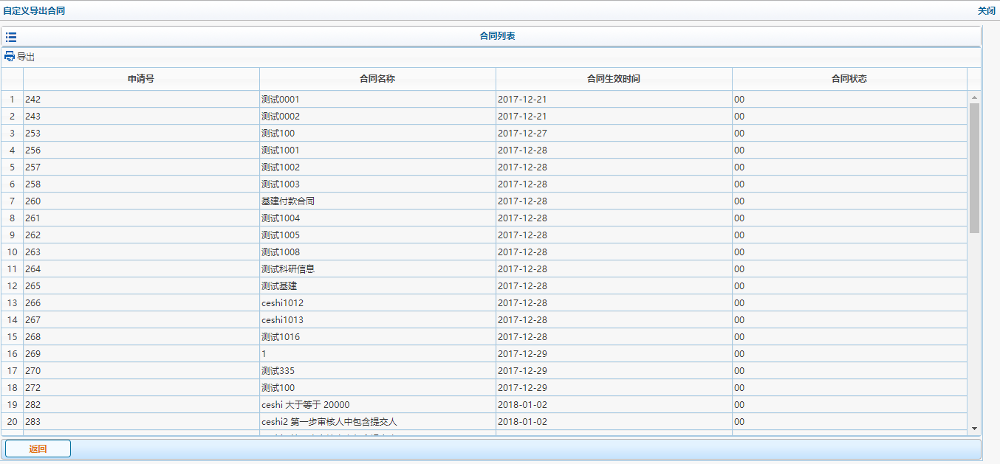 自定义导出合同 关闭
合同列表
导出
申请号 合同名称 合同生效时间 合同状态
1 242 测试0001 2017-12-21 00
2 243 测试0002 2017-12-21 00
3 253 测试100 2017-12-27 00
4 256 测试1001 2017-12-28 00
5 257 测试1002 2017-12-28 00
6 258 测试1003 2017-12-28 00
7 260 基建付款合同 2017-12-28 00
8 261 测试1004 2017-12-28 00
9 262 测试1005 2017-12-28 00
10 263 测试1008 2017-12-28 00
11 264 测试科研信息 2017-12-28 00
12 265 测试基建 2017-12-28 00
13 266 ceshi1012 2017-12-28 00
14 267 ceshi1013 2017-12-28 00
15 268 测试1016 2017-12-28 00
16 269 1 2017-12-29 00
17 270 测试335 2017-12-29 00
18 272 测试100 2017-12-29 00
19 282 ceshi 大于等于 20000 2018-01-02 00
20 283 ceshi2 第一步审核人中包含提交人 2018-01-02 00
返回